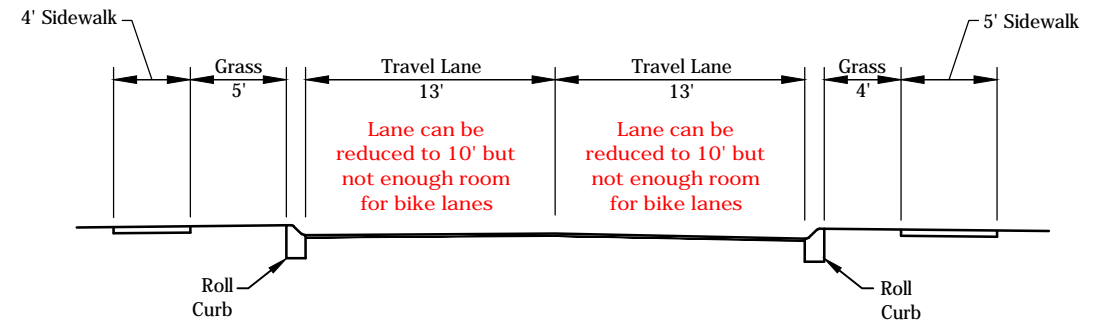 4' Sidewalk
5' Sidewalk
Grass
5'
Travel Lane
13'
Travel Lane
13'
Grass
4'
Lane can be
reduced to 10' but
not enough room
for bike lanes
Lane can be
reduced to 10' but
not enough room
for bike lanes
Roll
Curb
Roll
Curb